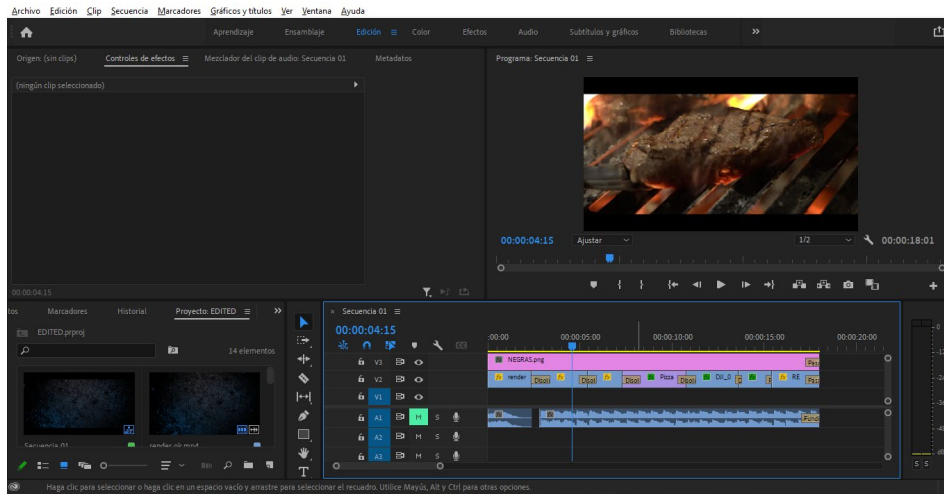 Archivo Edición Clip Secuencia Marcadores Gráficos y títulos Ver Ventana Ayuda
Aprendizaje Ensamblaje Edición Color Efectos Audio Subtítulos y gráficos Bibliotecas
Origen: (sin clips) Controles de efectos Mezclador del clip de audio: Secuencia 01 Metadatos
Programa: Secuencia 01
(ningún clip seleccionado)
00:00:04:15 Ajustar 1/2 00:00:18:01
00:00:04:15
Marcadores Historial Proyecto: EDITED
EDITED.prproj
14 elementos
Secuencia 01
× Secuencia 01
00:00:04:15
:00:00 00:00:05:00 00:00:10:00 00:00:15:00 00:00:20:00
V3 NEGRAS.png
V2 render Pizza RE
V1
A1 M S
A2 M S
A3 M S
S S
Haga clic para seleccionar o haga clic en un espacio vacío y arrastre para seleccionar el recuadro. Utilice Mayús, Alt y Ctrl para otras opciones.